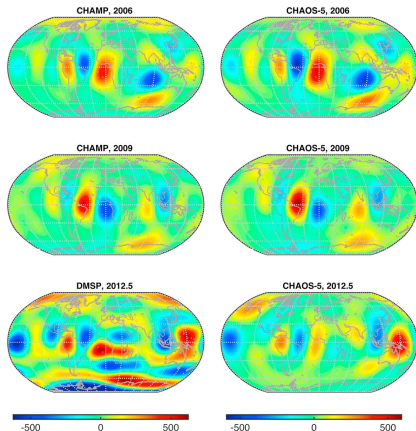 CHAMP, 2006
CHAOS-5, 2006
CHAMP, 2009
CHAOS-5, 2009
DMSP, 2012.5
CHAOS-5, 2012.5
-500 0 500
-500 0 500